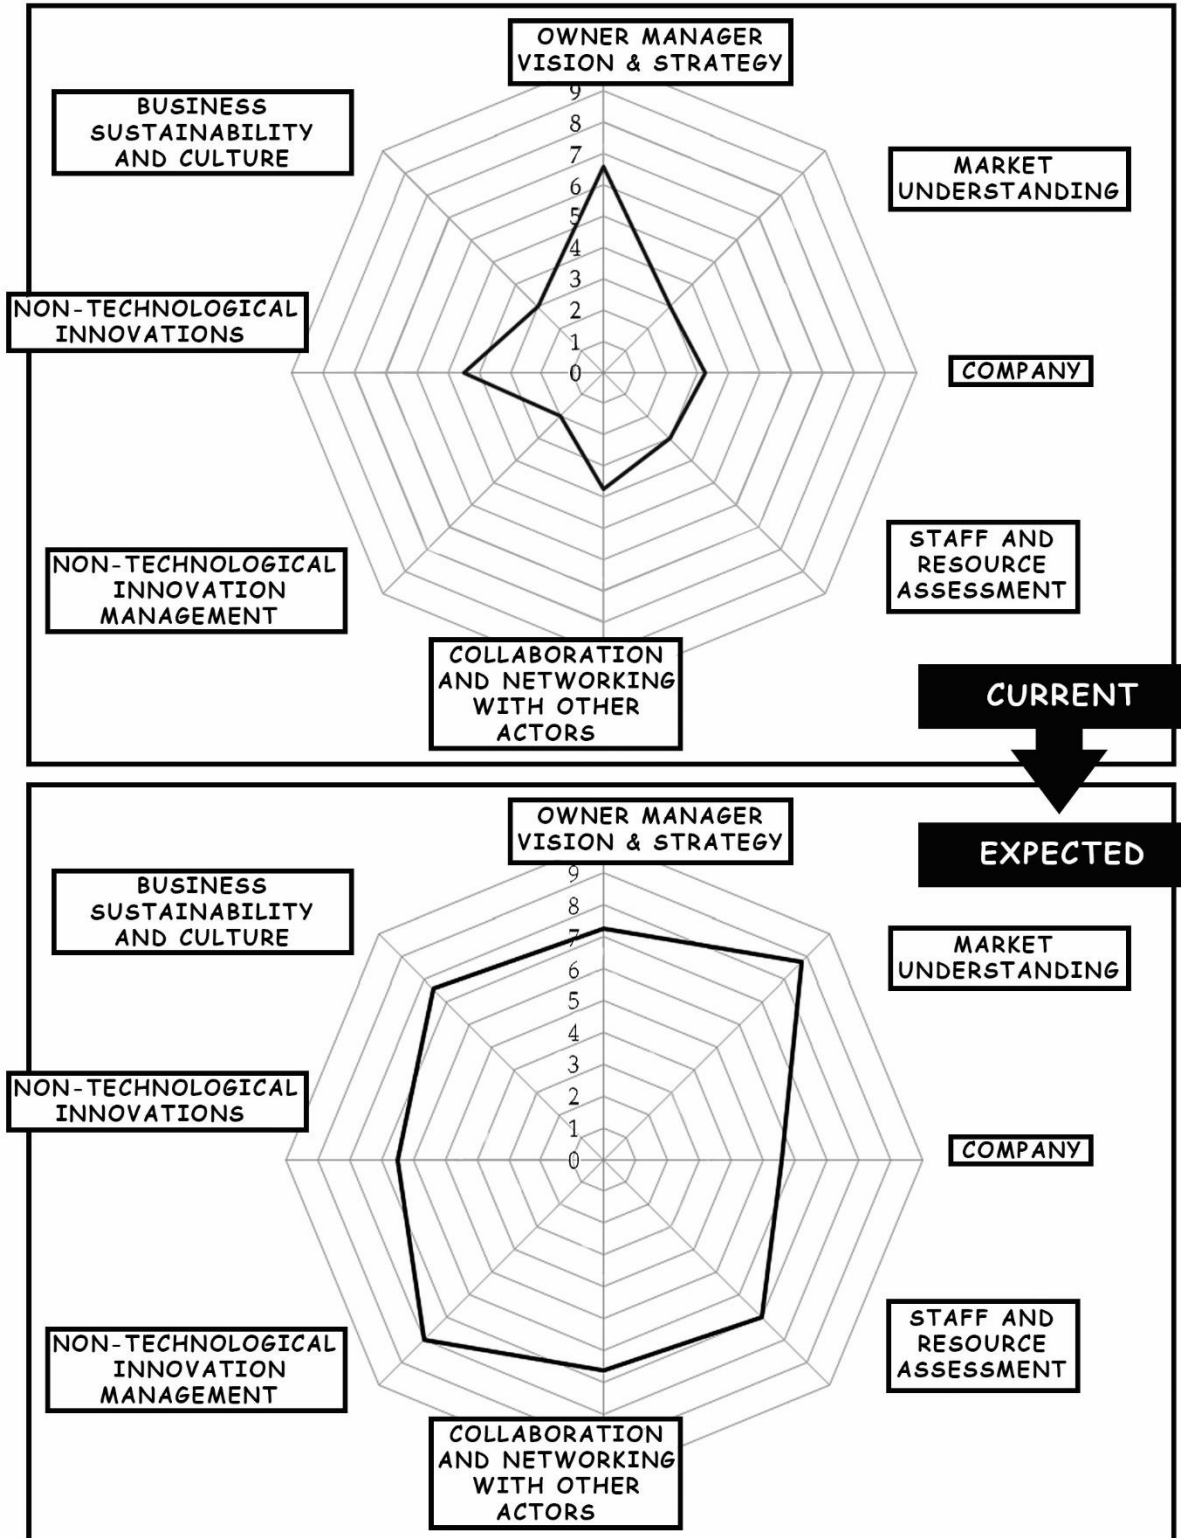 OWNER MANAGER
VISION & STRATEGY
BUSINESS
SUSTAINABILITY
AND CULTURE
MARKET
UNDERSTANDING
NON-TECHNOLOGICAL
INNOVATIONS
COMPANY
NON-TECHNOLOGICAL
INNOVATION
MANAGEMENT
STAFF AND
RESOURCE
ASSESSMENT
COLLABORATION
AND NETWORKING
WITH OTHER
ACTORS
9
8
7
6
5
4
3
2
1
0
CURRENT
EXPECTED
OWNER MANAGER
VISION & STRATEGY
BUSINESS
SUSTAINABILITY
AND CULTURE
MARKET
UNDERSTANDING
NON-TECHNOLOGICAL
INNOVATIONS
COMPANY
NON-TECHNOLOGICAL
INNOVATION
MANAGEMENT
STAFF AND
RESOURCE
ASSESSMENT
COLLABORATION
AND NETWORKING
WITH OTHER
ACTORS
9
8
7
6
5
4
3
2
1
0